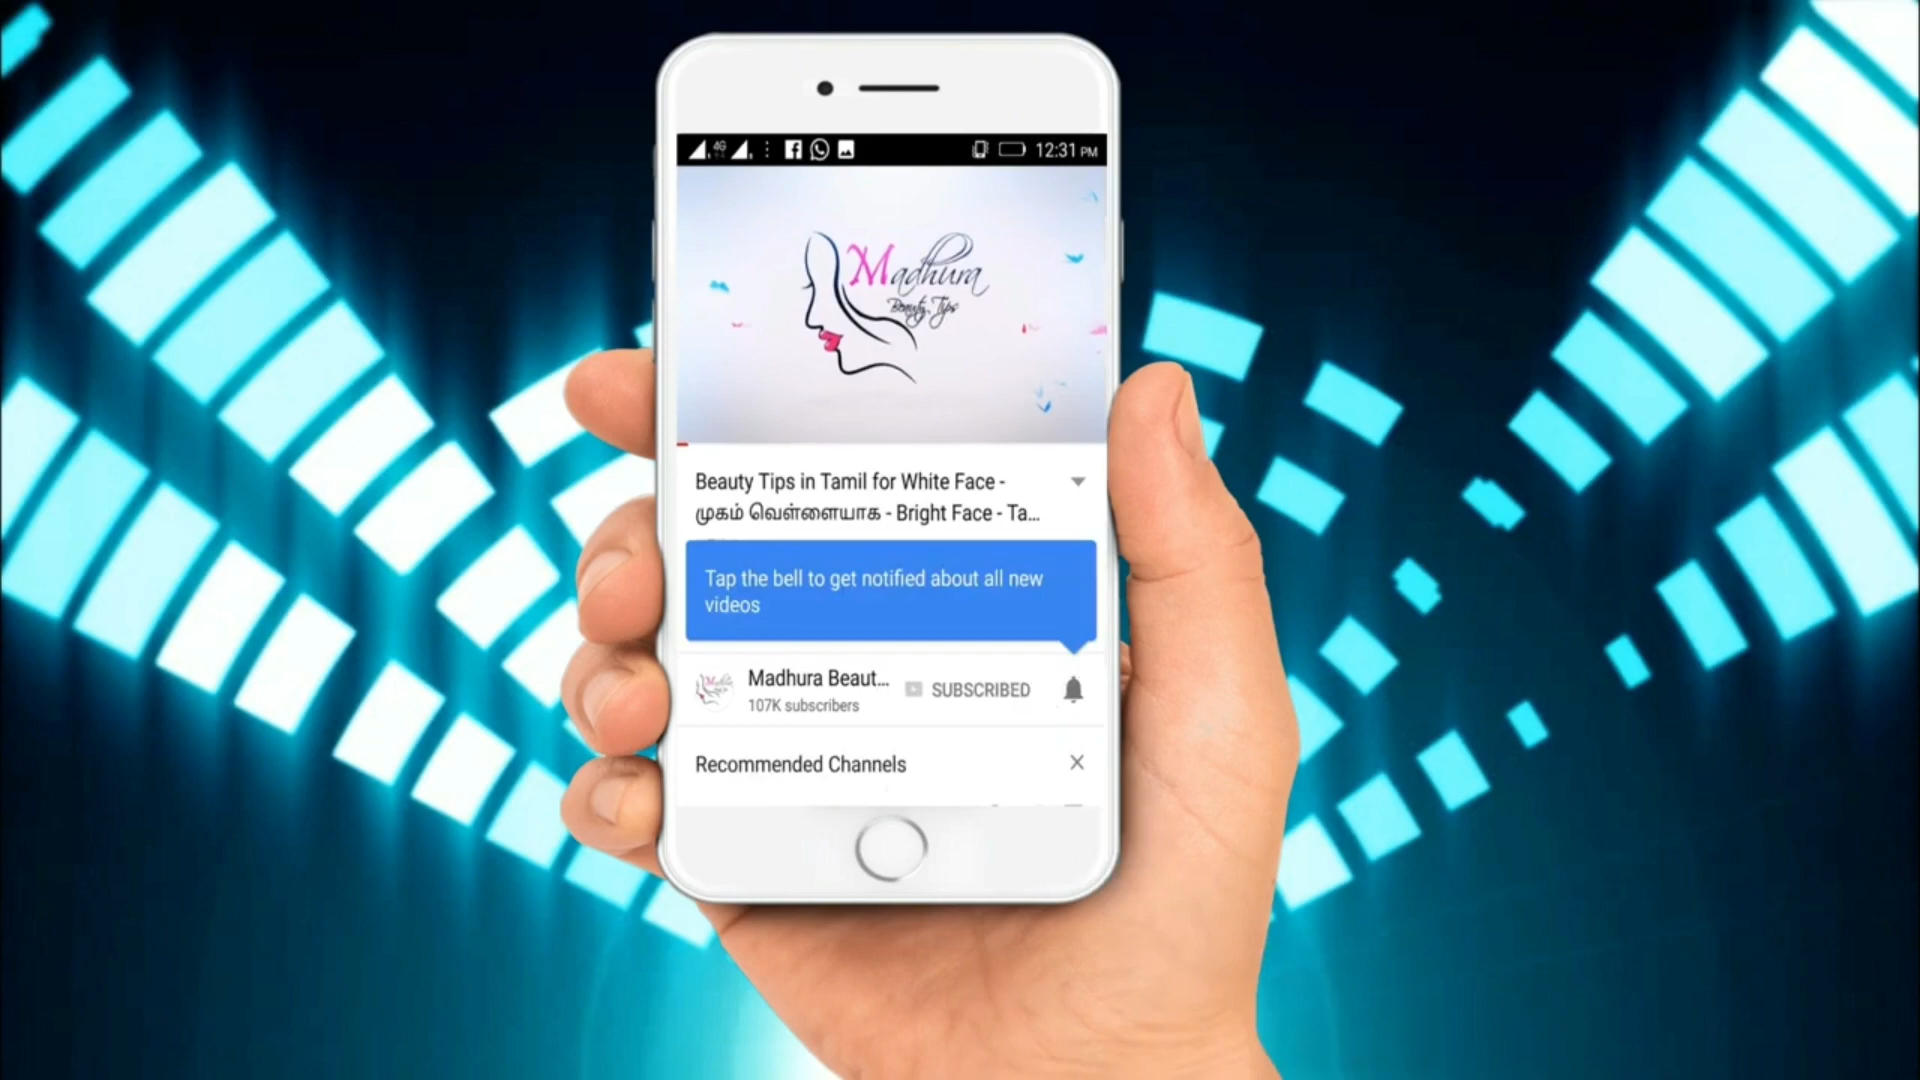 4G
12:31 PM
Madhura
Beauty Tips
Beauty Tips in Tamil for White Face -
முகம் வெள்ளையாக - Bright Face - Ta...
Tap the bell to get notified about all new
videos
Madhura Beaut...
SUBSCRIBED
107K subscribers
Recommended Channels